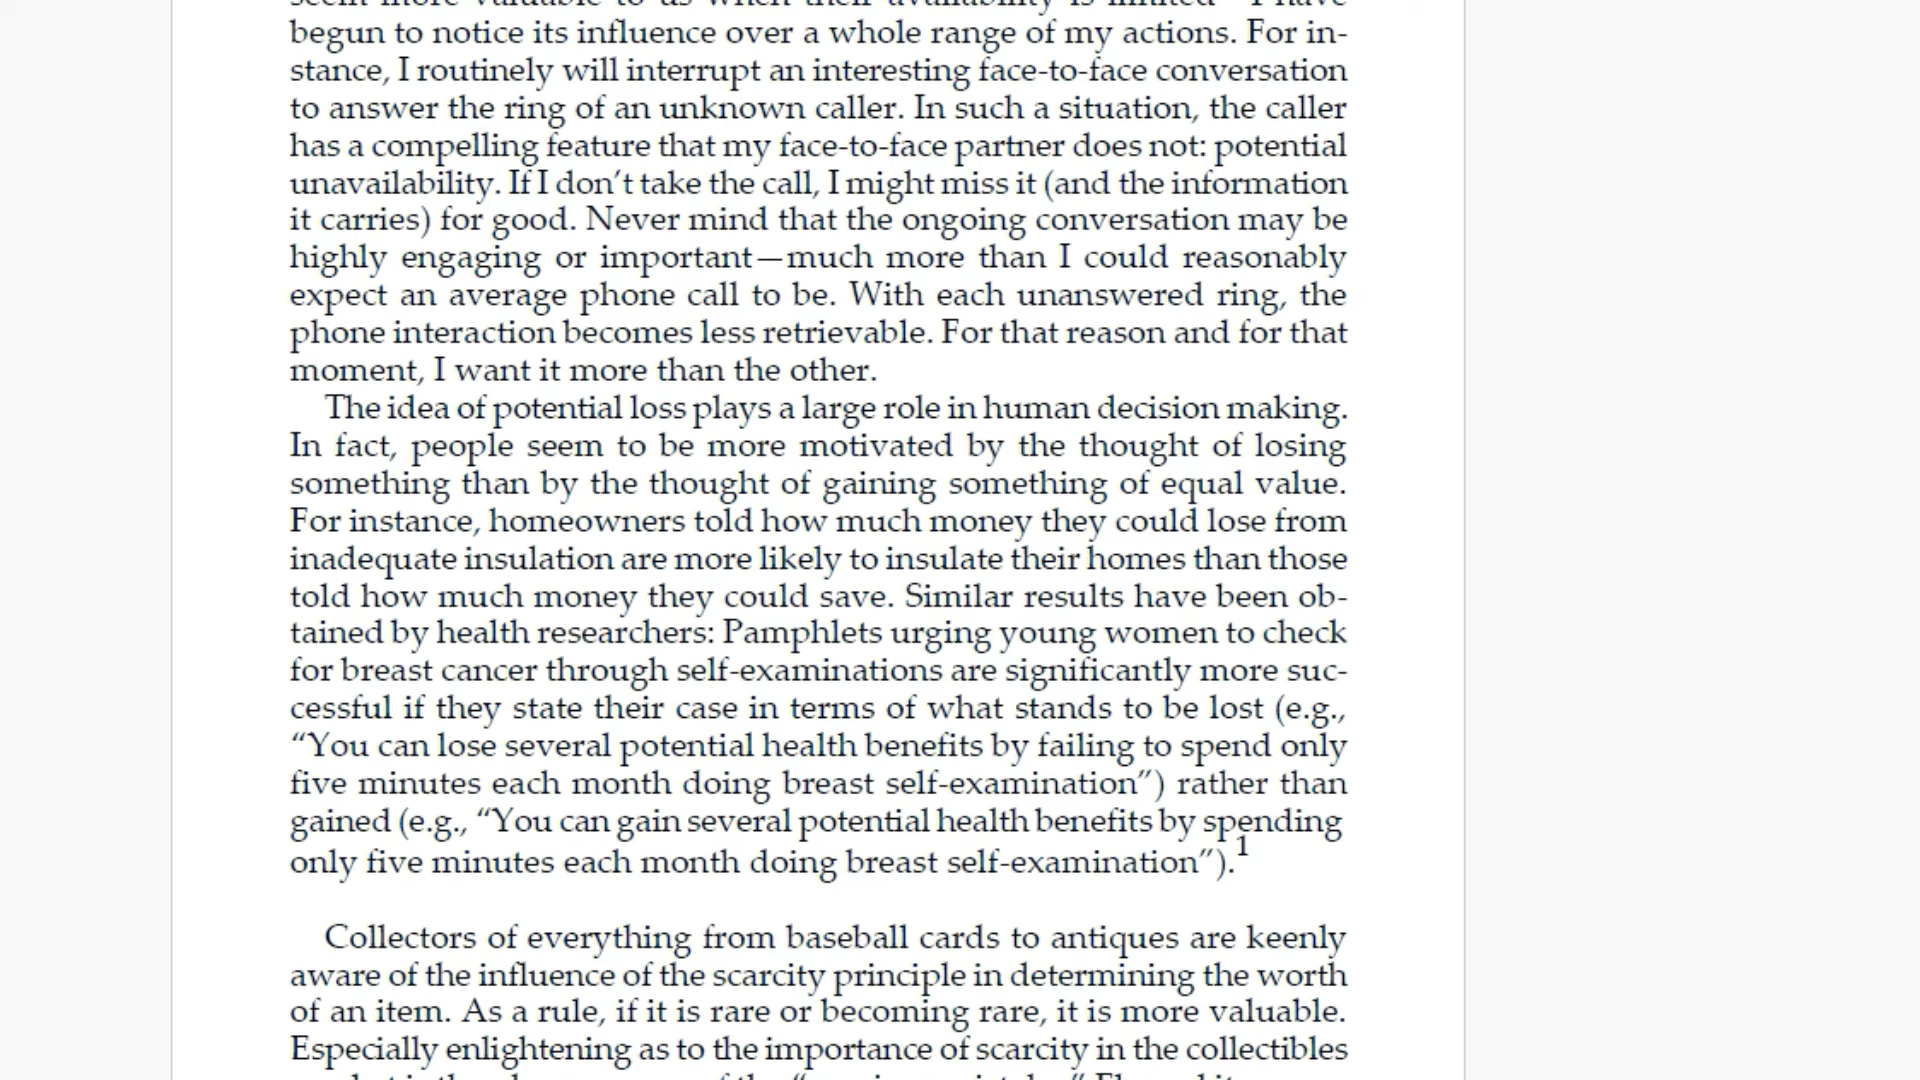 seem more valuable to us when their availability is limited—I have
begun to notice its influence over a whole range of my actions. For in-
stance, I routinely will interrupt an interesting face-to-face conversation
to answer the ring of an unknown caller. In such a situation, the caller
has a compelling feature that my face-to-face partner does not: potential
unavailability. If I don’t take the call, I might miss it (and the information
it carries) for good. Never mind that the ongoing conversation may be
highly engaging or important—much more than I could reasonably
expect an average phone call to be. With each unanswered ring, the
phone interaction becomes less retrievable. For that reason and for that
moment, I want it more than the other.
The idea of potential loss plays a large role in human decision making.
In fact, people seem to be more motivated by the thought of losing
something than by the thought of gaining something of equal value.
For instance, homeowners told how much money they could lose from
inadequate insulation are more likely to insulate their homes than those
told how much money they could save. Similar results have been ob-
tained by health researchers: Pamphlets urging young women to check
for breast cancer through self-examinations are significantly more suc-
cessful if they state their case in terms of what stands to be lost (e.g.,
“You can lose several potential health benefits by failing to spend only
five minutes each month doing breast self-examination”) rather than
gained (e.g., “You can gain several potential health benefits by spending
only five minutes each month doing breast self-examination”).1
Collectors of everything from baseball cards to antiques are keenly
aware of the influence of the scarcity principle in determining the worth
of an item. As a rule, if it is rare or becoming rare, it is more valuable.
Especially enlightening as to the importance of scarcity in the collectibles